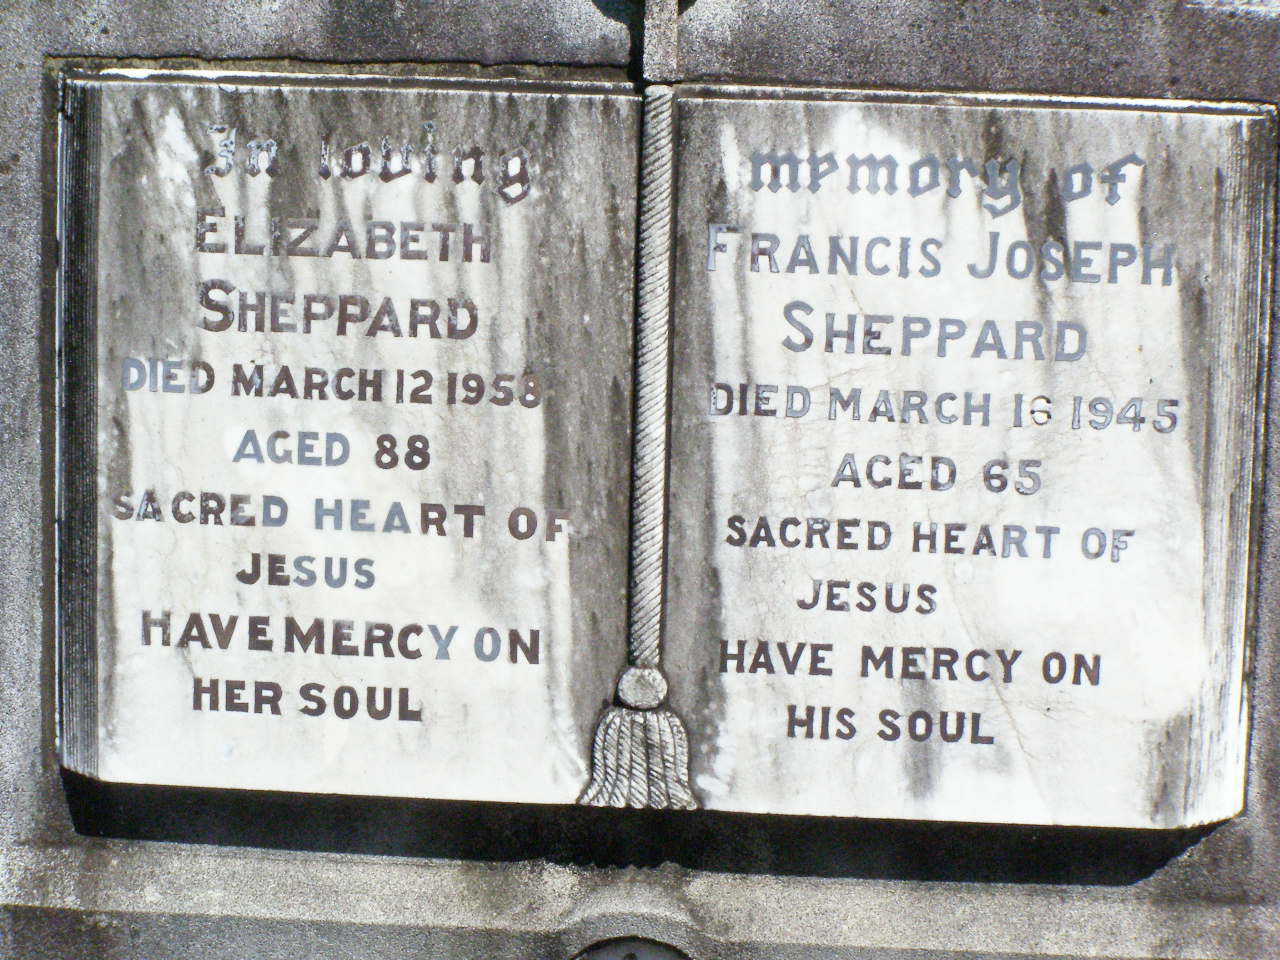 In loving
ELIZABETH
SHEPPARD
DIED MARCH 12 1958
AGED 88
SACRED HEART OF
JESUS
HAVE MERCY ON
HER SOUL
memory of
FRANCIS JOSEPH
SHEPPARD
DIED MARCH 16 1945
AGED 65
SACRED HEART OF
JESUS
HAVE MERCY ON
HIS SOUL